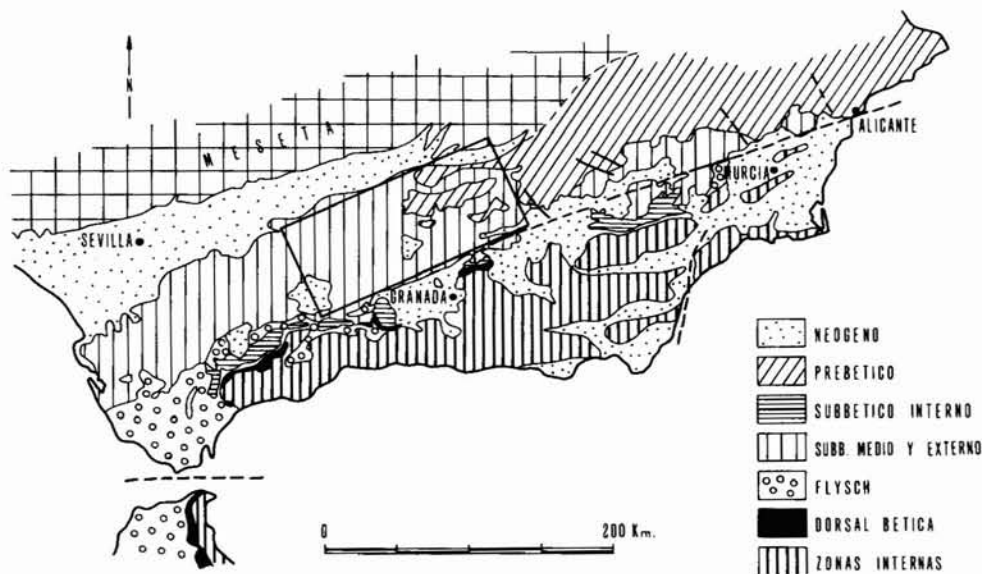 N
MESETA
ALICANTE
MURCIA
SEVILLA
GRANADA
NEOGENO
PREBETICO
SUBBETICO INTERNO
SUBB. MEDIO Y EXTERNO
FLYSCH
DORSAL BETICA
ZONAS INTERNAS
0 200 Km.